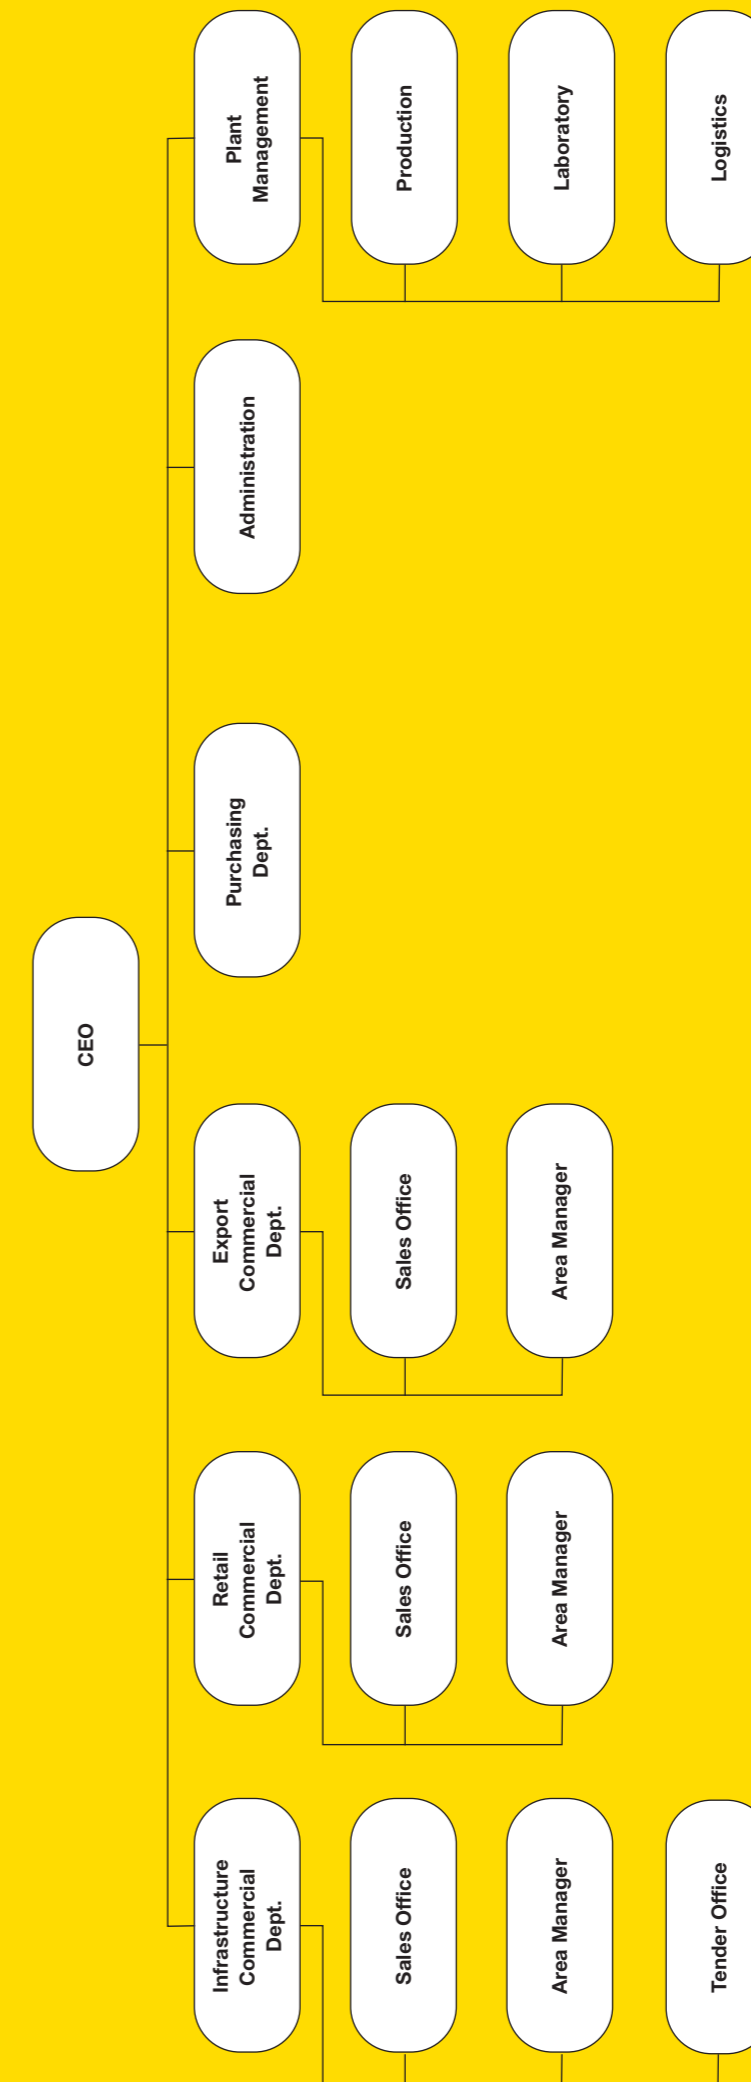 CEO
Infrastructure
Commercial
Dept.
Sales Office
Area Manager
Tender Office
Retail
Commercial
Dept.
Sales Office
Area Manager
Export
Commercial
Dept.
Sales Office
Area Manager
Purchasing
Dept.
Administration
Plant
Management
Production
Laboratory
Logistics